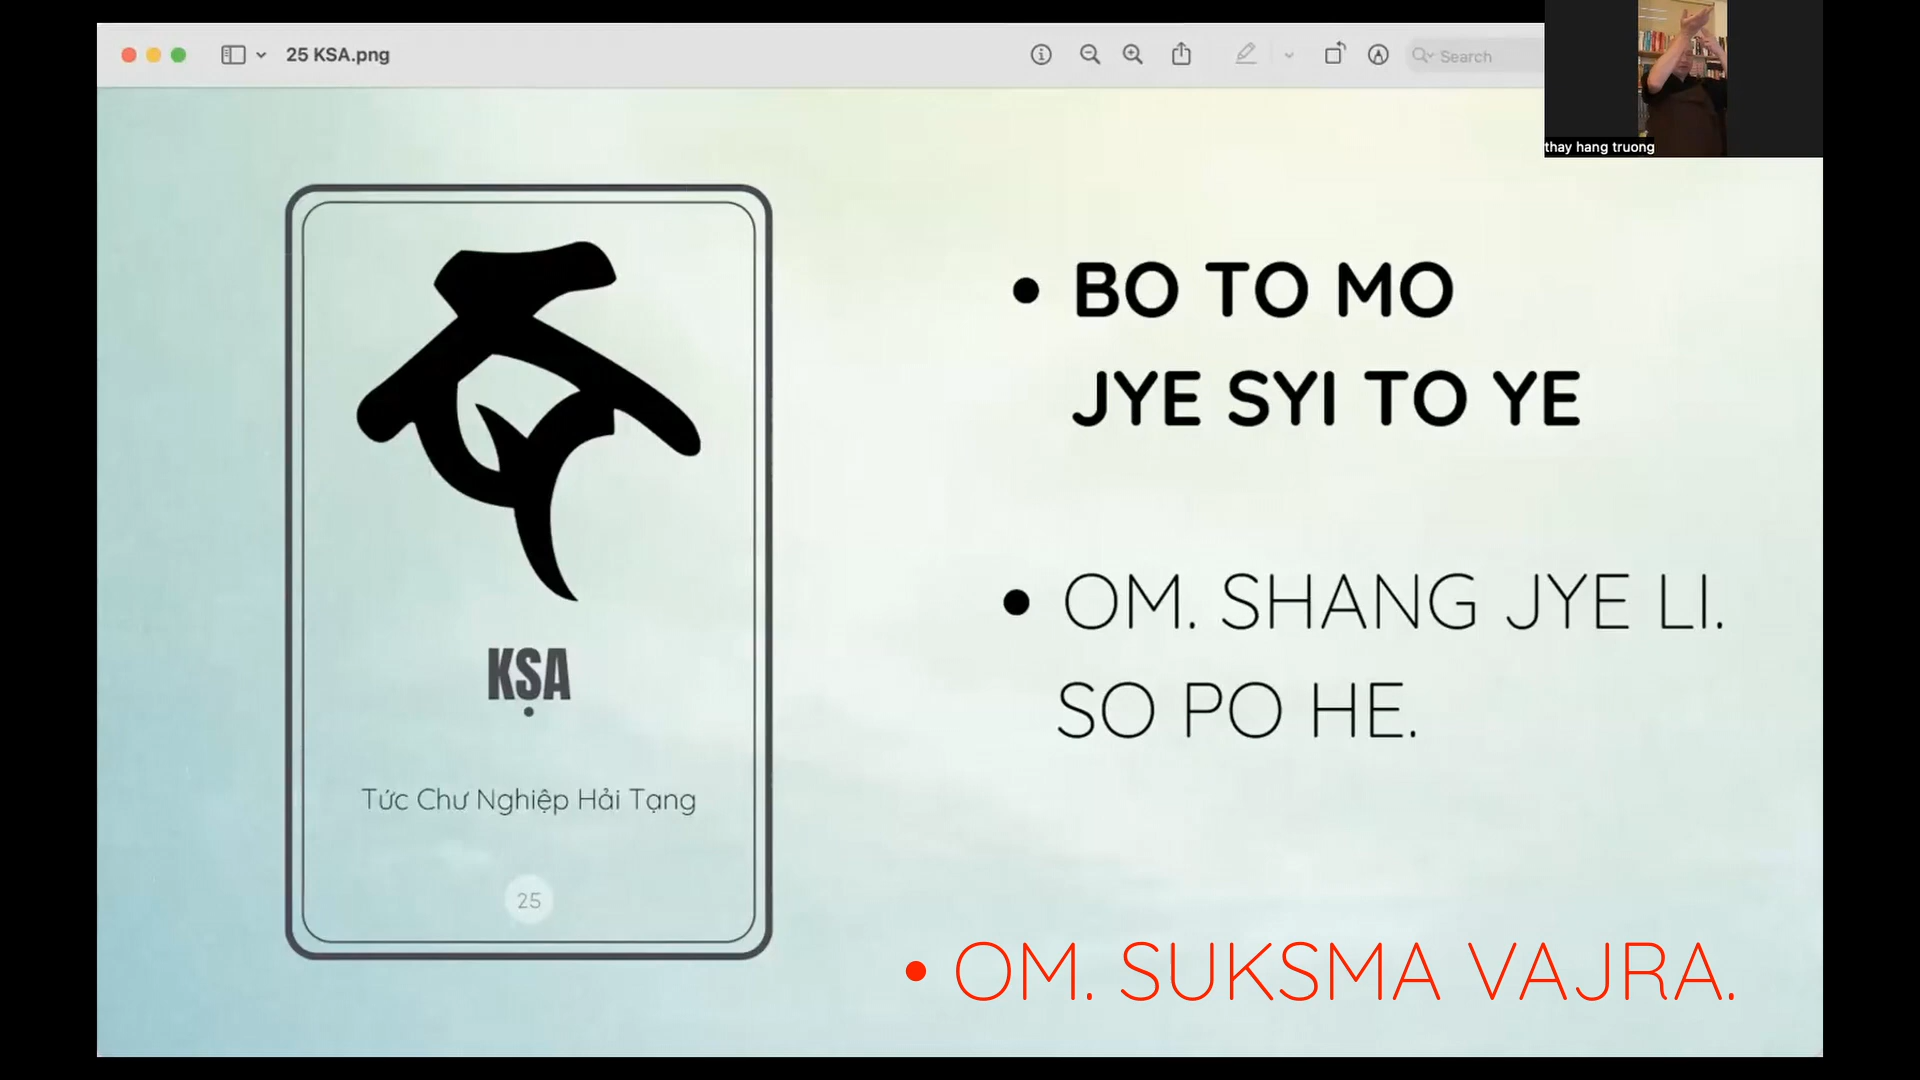 25 KSA.png
Search
thay hang truong
BO TO MO
JYE SYI TO YE
OM. SHANG JYE LI.
SO PO HE.
KṢA
Tức Chư Nghiệp Hải Tạng
25
OM. SUKSMA VAJRA.